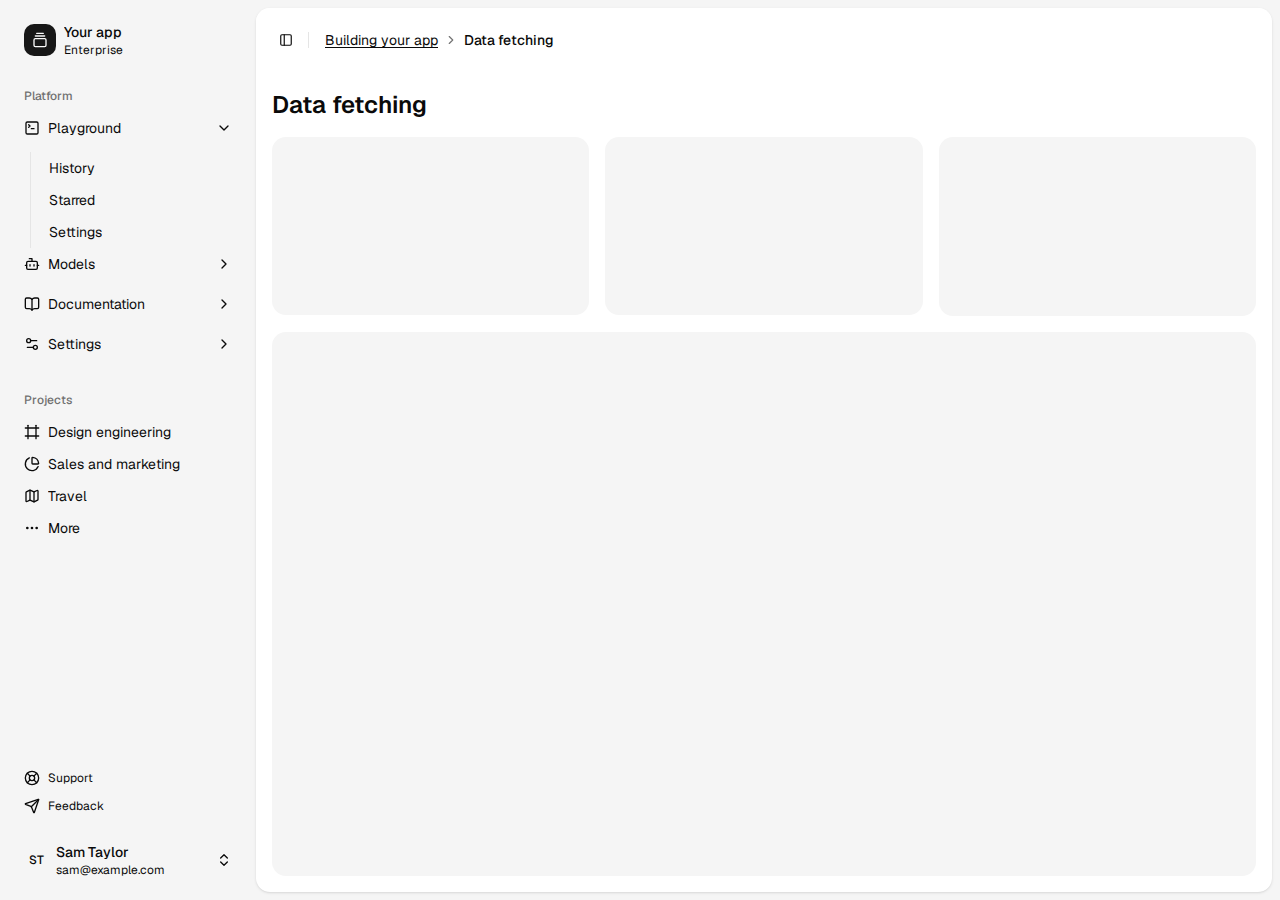 Your app
Enterprise
Platform
Playground
History
Starred
Settings
Models
Documentation
Settings
Projects
Design engineering
Sales and marketing
Travel
More
Support
Feedback
ST
Sam Taylor
sam@example.com
Building your app
Data fetching
Data fetching